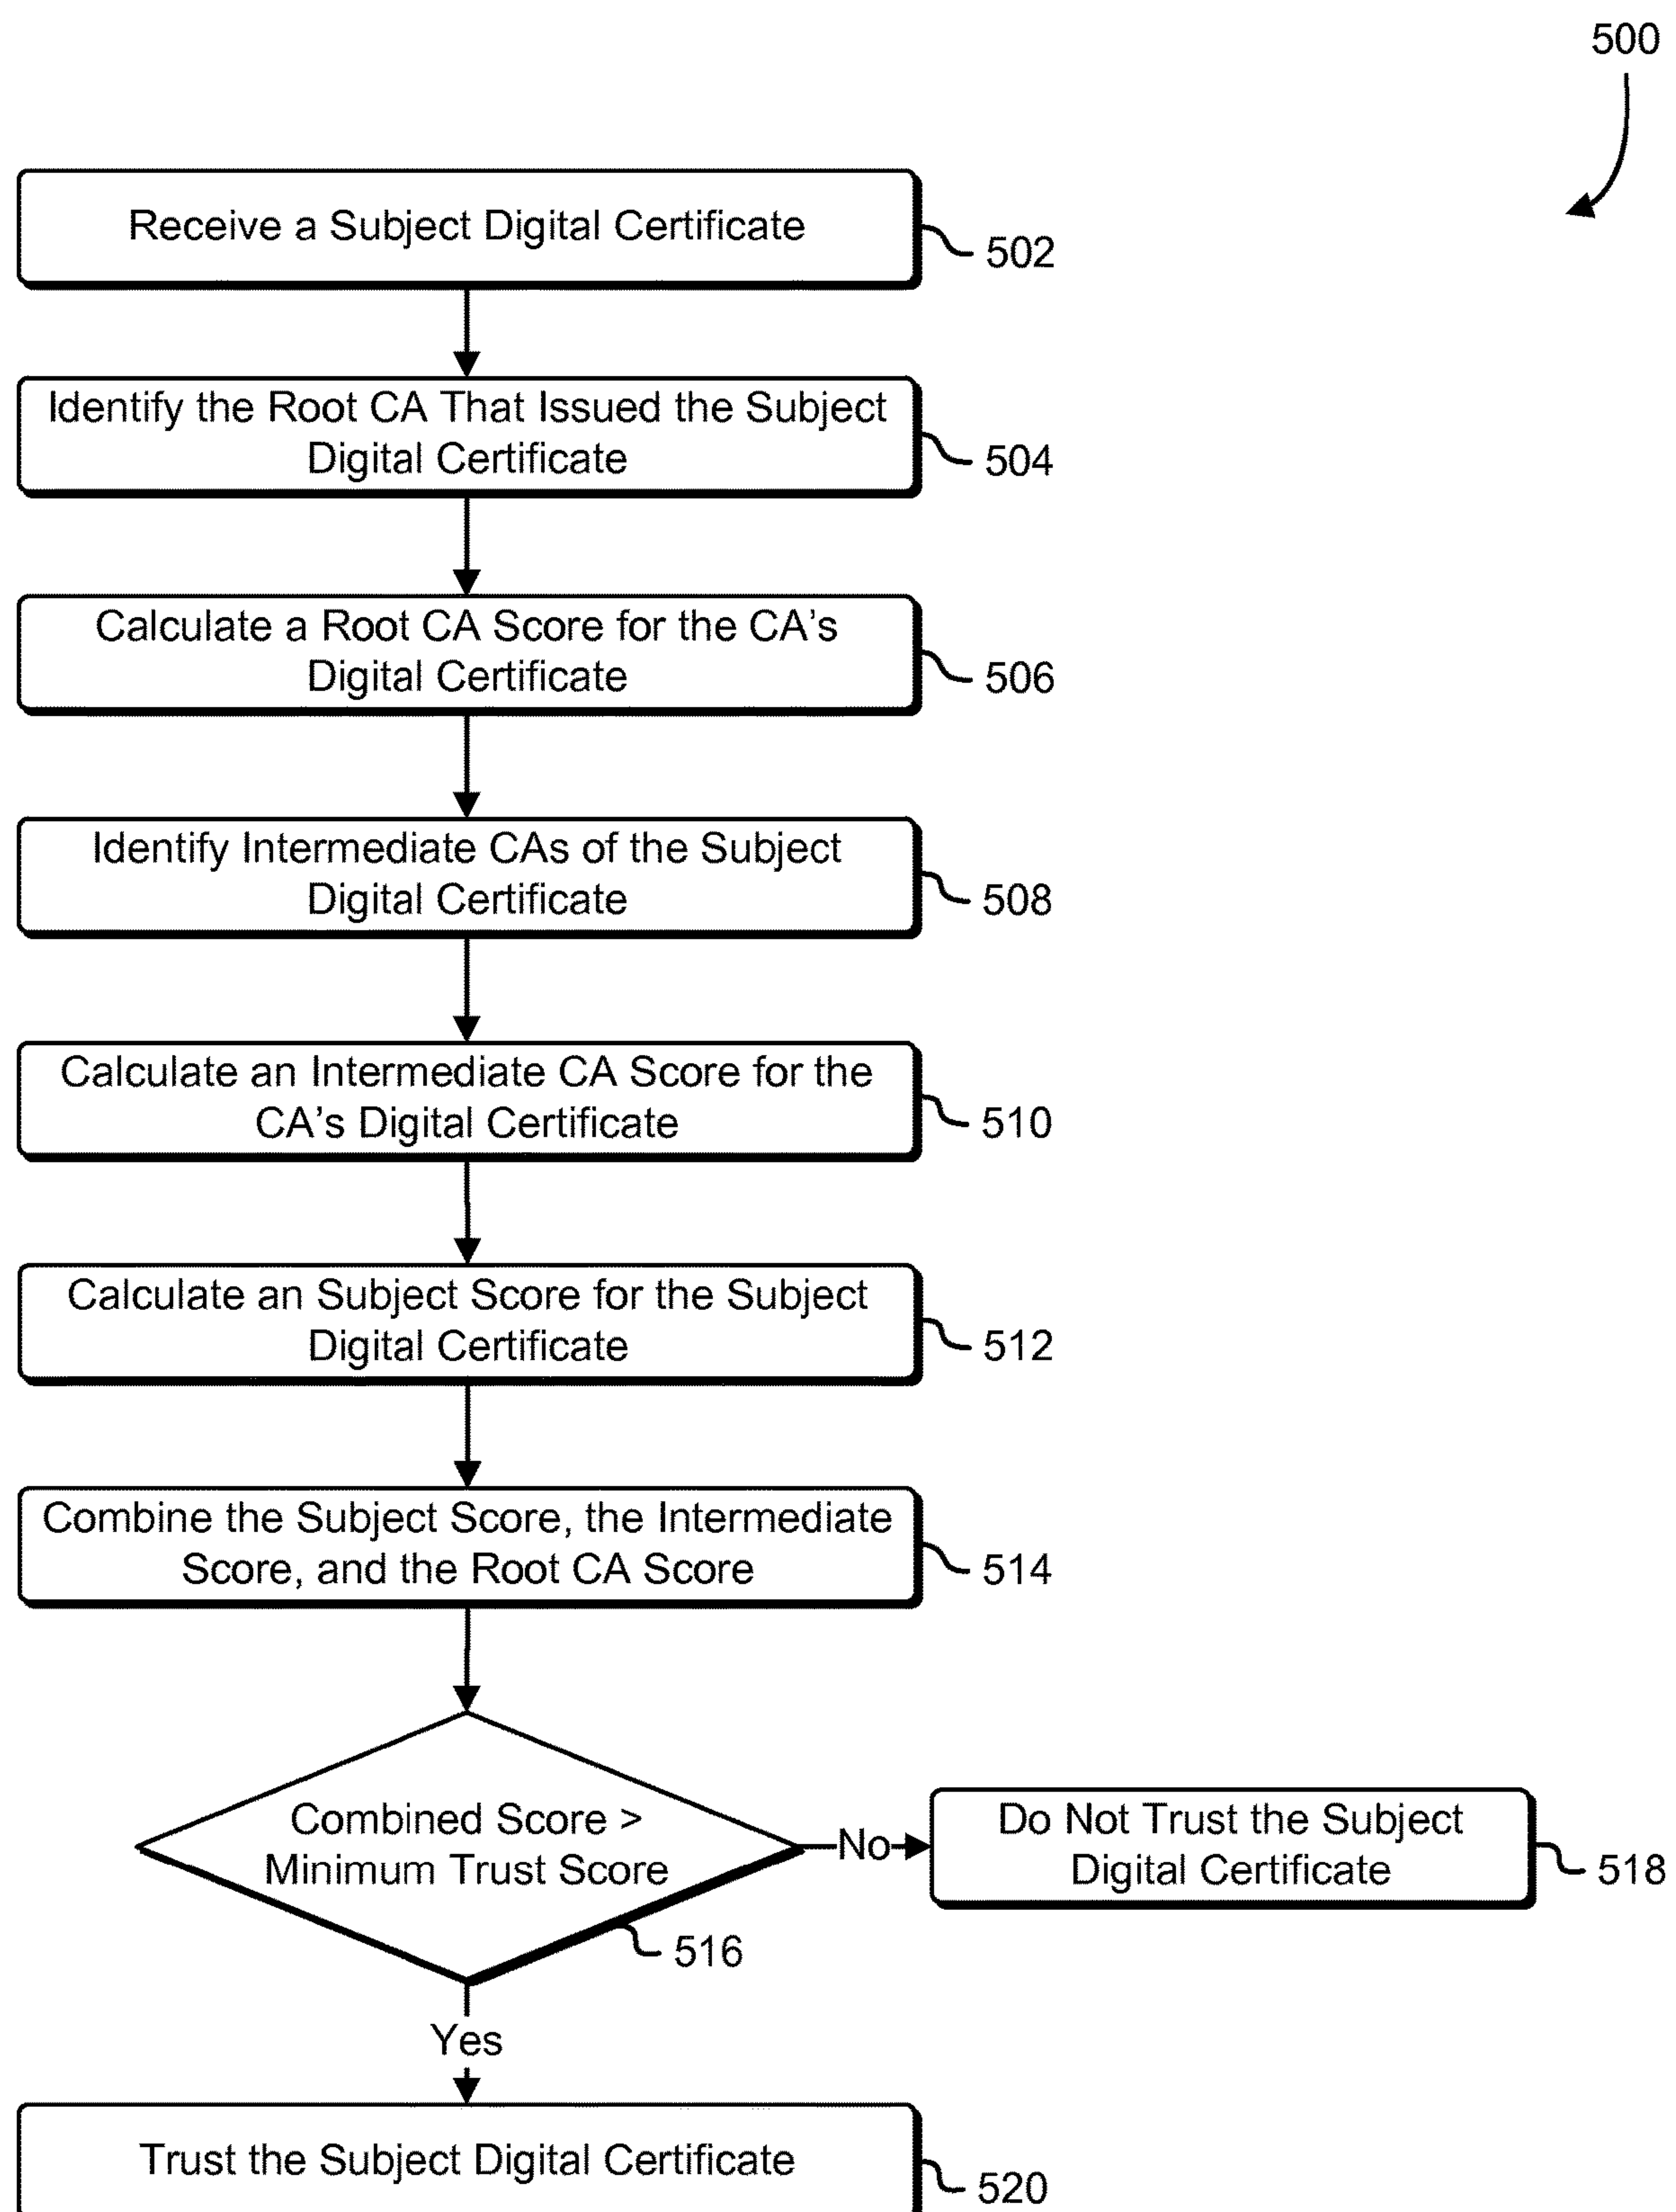 500
Receive a Subject Digital Certificate
502
Identify the Root CA That Issued the Subject
Digital Certificate
504
Calculate a Root CA Score for the CA's
Digital Certificate
506
Identify Intermediate CAs of the Subject
Digital Certificate
508
Calculate an Intermediate CA Score for the
CA's Digital Certificate
510
Calculate an Subject Score for the Subject
Digital Certificate
512
Combine the Subject Score, the Intermediate
Score, and the Root CA Score
514
Combined Score >
Minimum Trust Score
516
No
Do Not Trust the Subject
Digital Certificate
518
Yes
Trust the Subject Digital Certificate
520